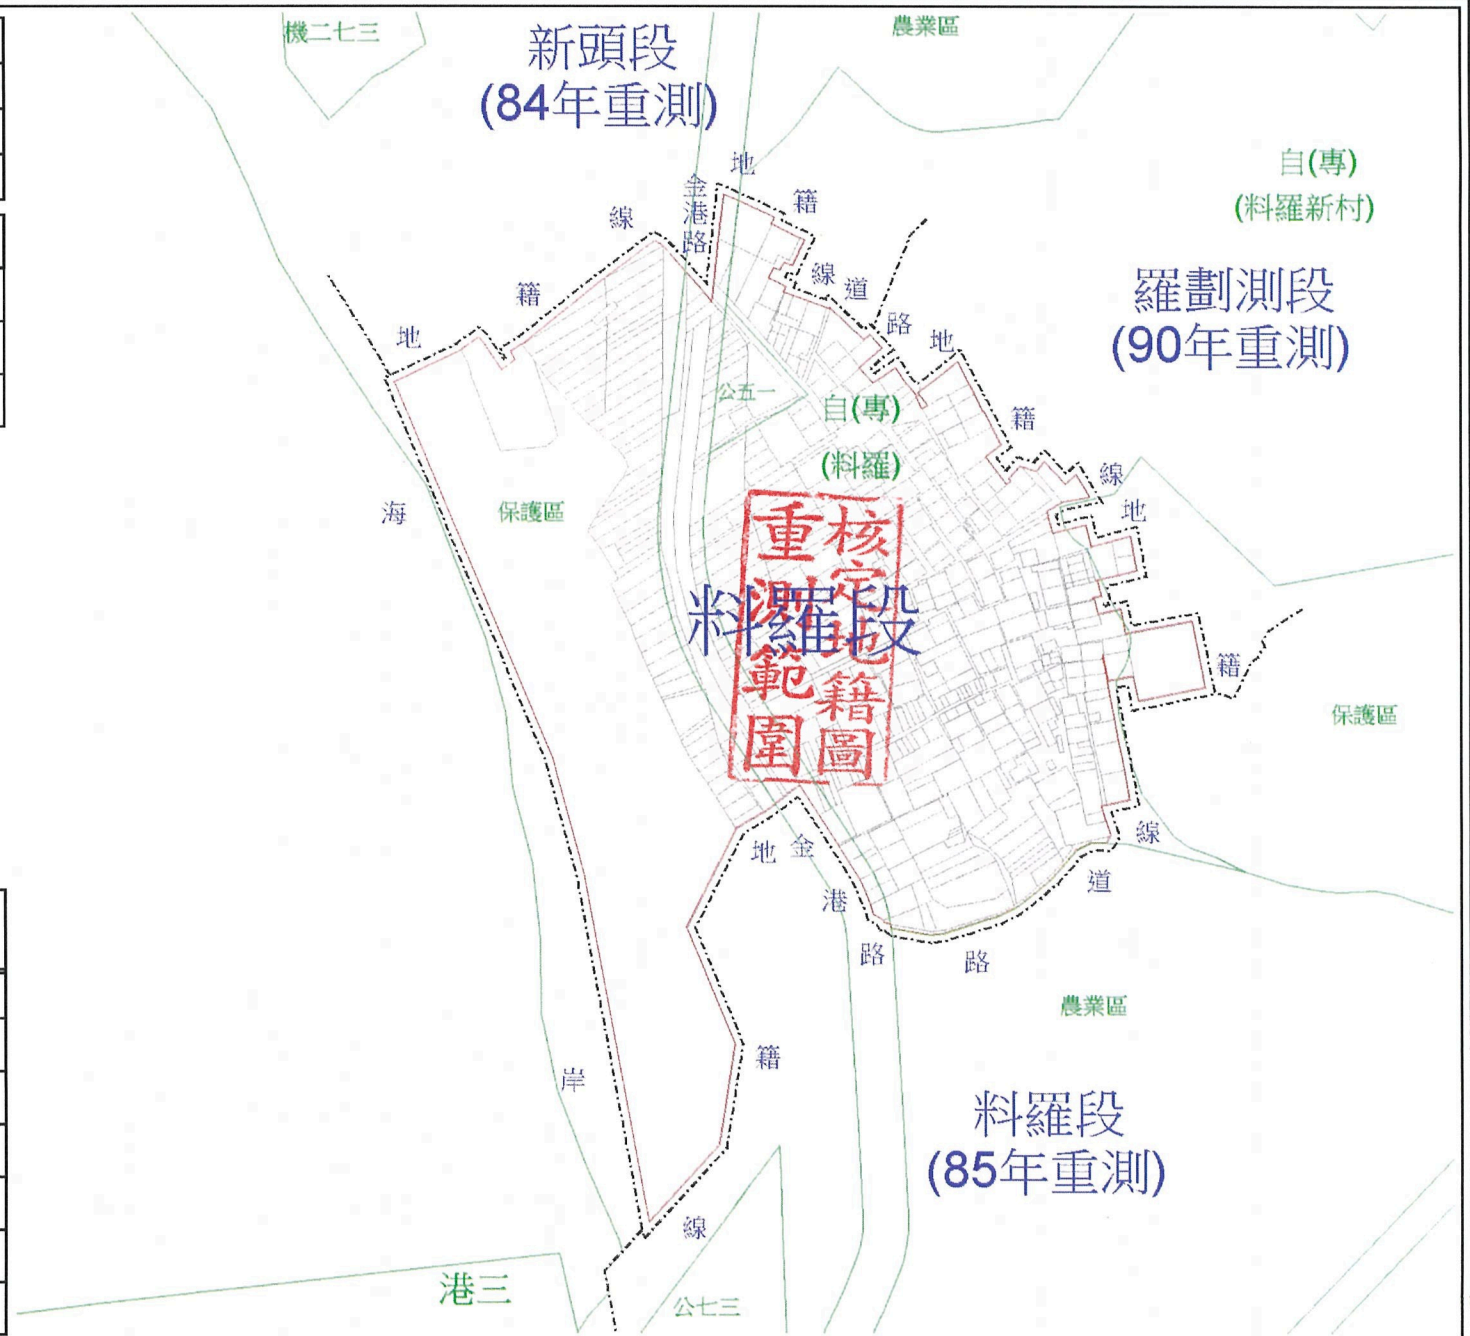 機二七三
新頭段
(84年重測)
農業區
自(專)
(料羅新村)
羅劃測段
(90年重測)
金港路
地籍線
地籍線
道路
地籍線
地籍線
公五一
自(專)
(料羅)
保護區
海岸
核定地籍圖
重測範圍
料羅段
保護區
地籍線
金港路
道路
農業區
料羅段
(85年重測)
港三
公七三